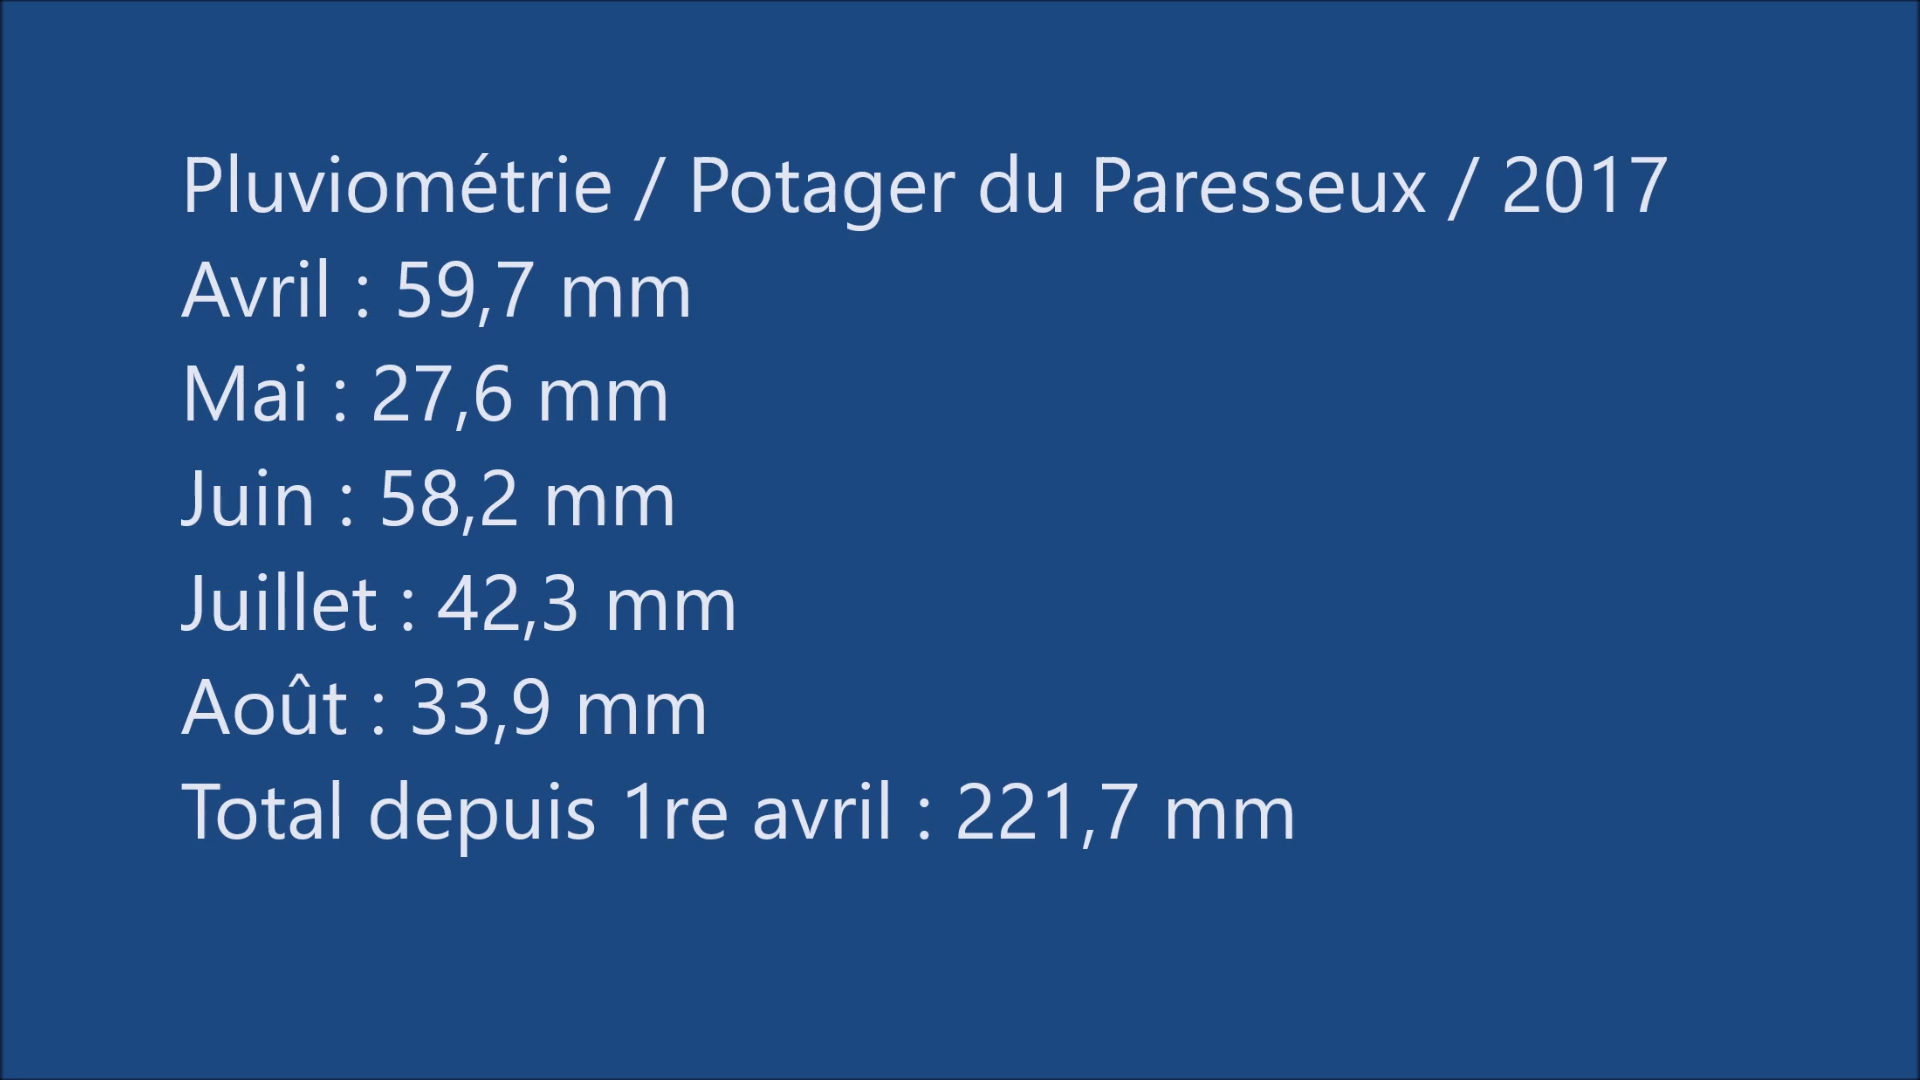 Pluviométrie / Potager du Paresseux / 2017
Avril : 59,7 mm
Mai : 27,6 mm
Juin : 58,2 mm
Juillet : 42,3 mm
Août : 33,9 mm
Total depuis 1re avril : 221,7 mm